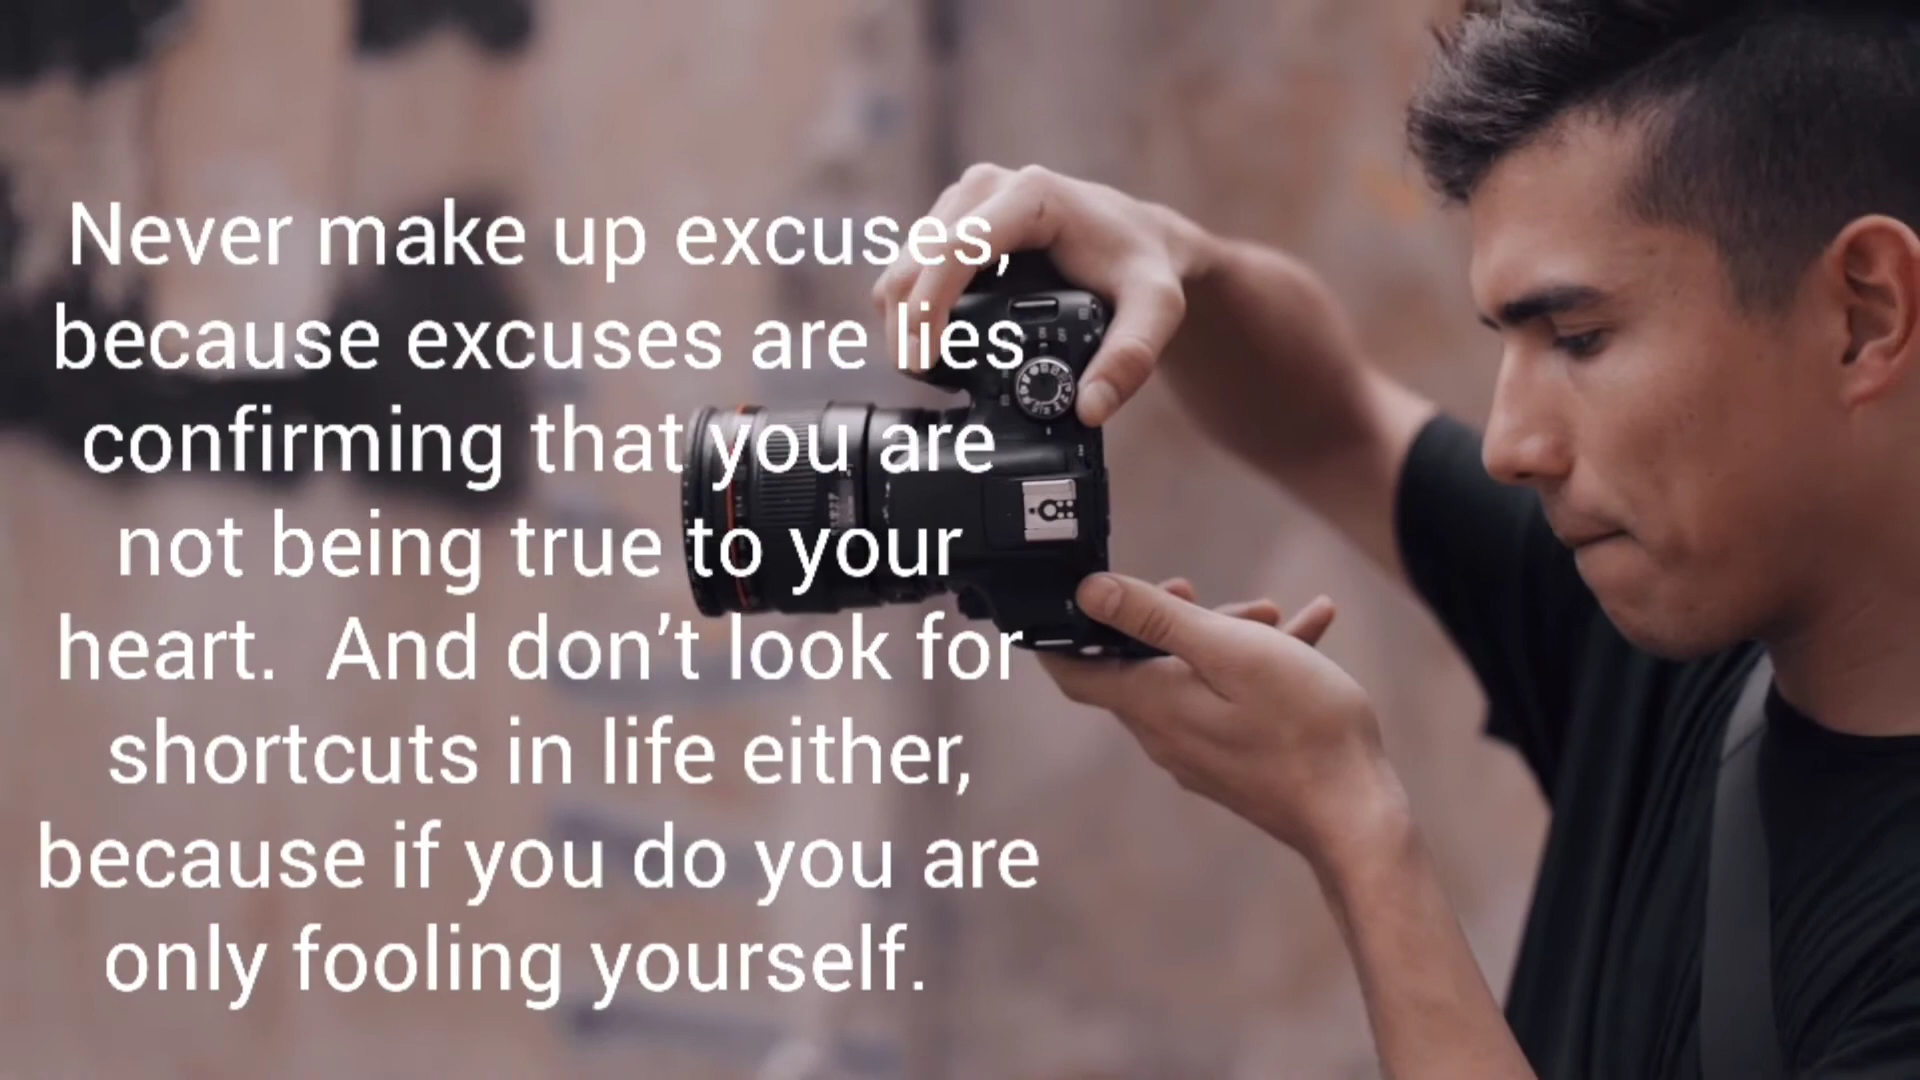 Never make up excuses,
because excuses are lies
confirming that you are
not being true to your
heart.  And don’t look for
shortcuts in life either,
because if you do you are
only fooling yourself.